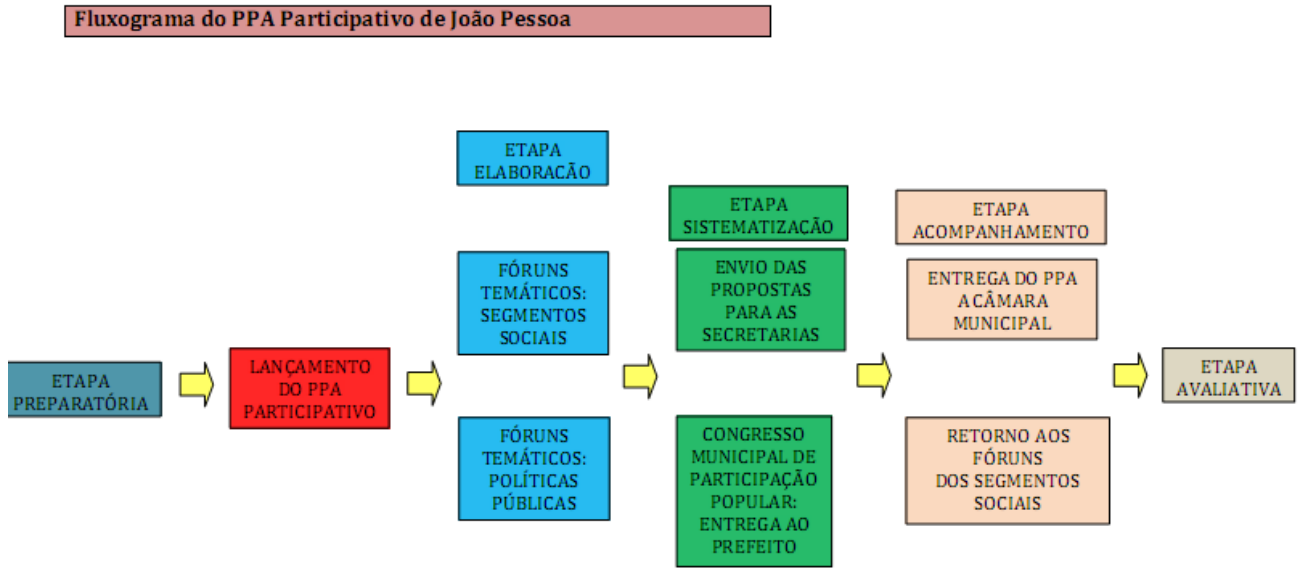 Fluxograma do PPA Participativo de João Pessoa
ETAPA
PREPARATÓRIA
LANÇAMENTO
DO PPA
PARTICIPATIVO
ETAPA
ELABORACÃO
FÓRUNS
TEMÁTICOS:
SEGMENTOS
SOCIAIS
FÓRUNS
TEMÁTICOS:
POLÍTICAS
PÚBLICAS
ETAPA
SISTEMATIZAÇÃO
ENVIO DAS
PROPOSTAS
PARA AS
SECRETARIAS
CONGRESSO
MUNICIPAL DE
PARTICIPAÇÃO
POPULAR:
ENTREGA AO
PREFEITO
ETAPA
ACOMPANHAMENTO
ENTREGA DO PPA
A CÂMARA
MUNICIPAL
RETORNO AOS
FÓRUNS
DOS SEGMENTOS
SOCIAIS
ETAPA
AVALIATIVA